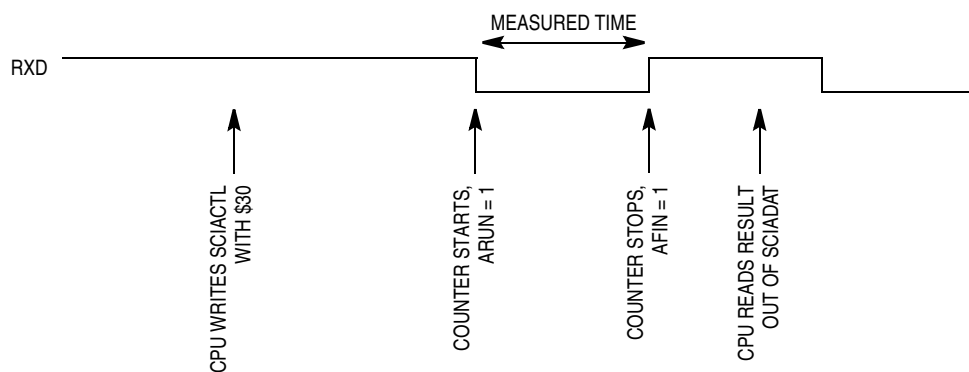 MEASURED TIME
RXD
CPU WRITES SCIACTL
WITH $30
COUNTER STARTS,
ARUN = 1
COUNTER STOPS,
AFIN = 1
CPU READS RESULT
OUT OF SCIADAT